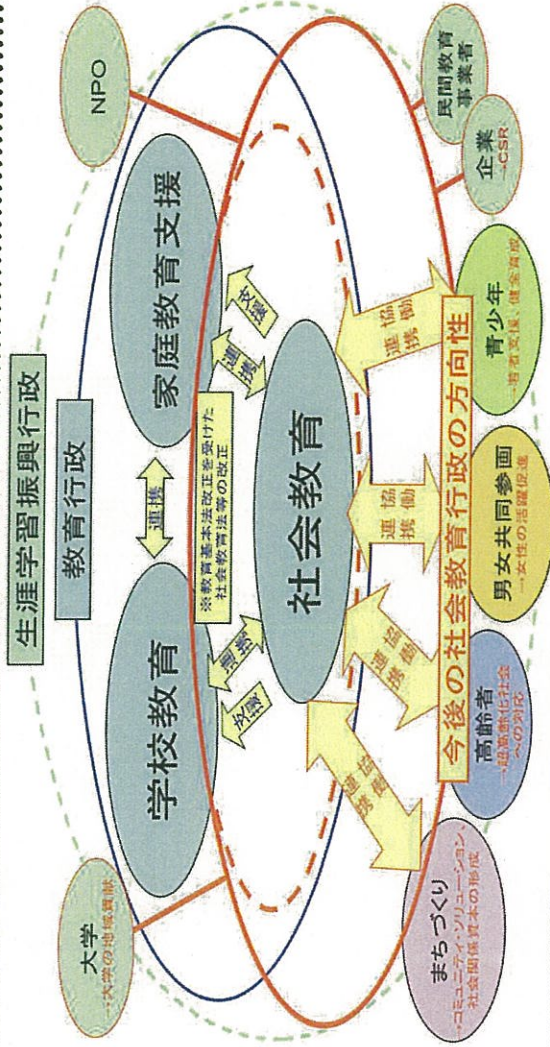 生涯学習振興行政
教育行政
大学
→大学の地域貢献
NPO
学校教育
連携
家庭教育支援
支援
連携
※教育基本法改正を受けた
社会教育法等の改正
連携
支援
社会教育
連携
協働
連携
協働
連携
協働
連携
協働
今後の社会教育行政の方向性
まちづくり
→コミュニティ・ソリューション、
社会関係資本の形成
高齢者
→超高齢化社会
への対応
男女共同参画
→女性の活躍促進
青少年
→若者支援、健全育成
企業
→CSR
民間教育
事業者